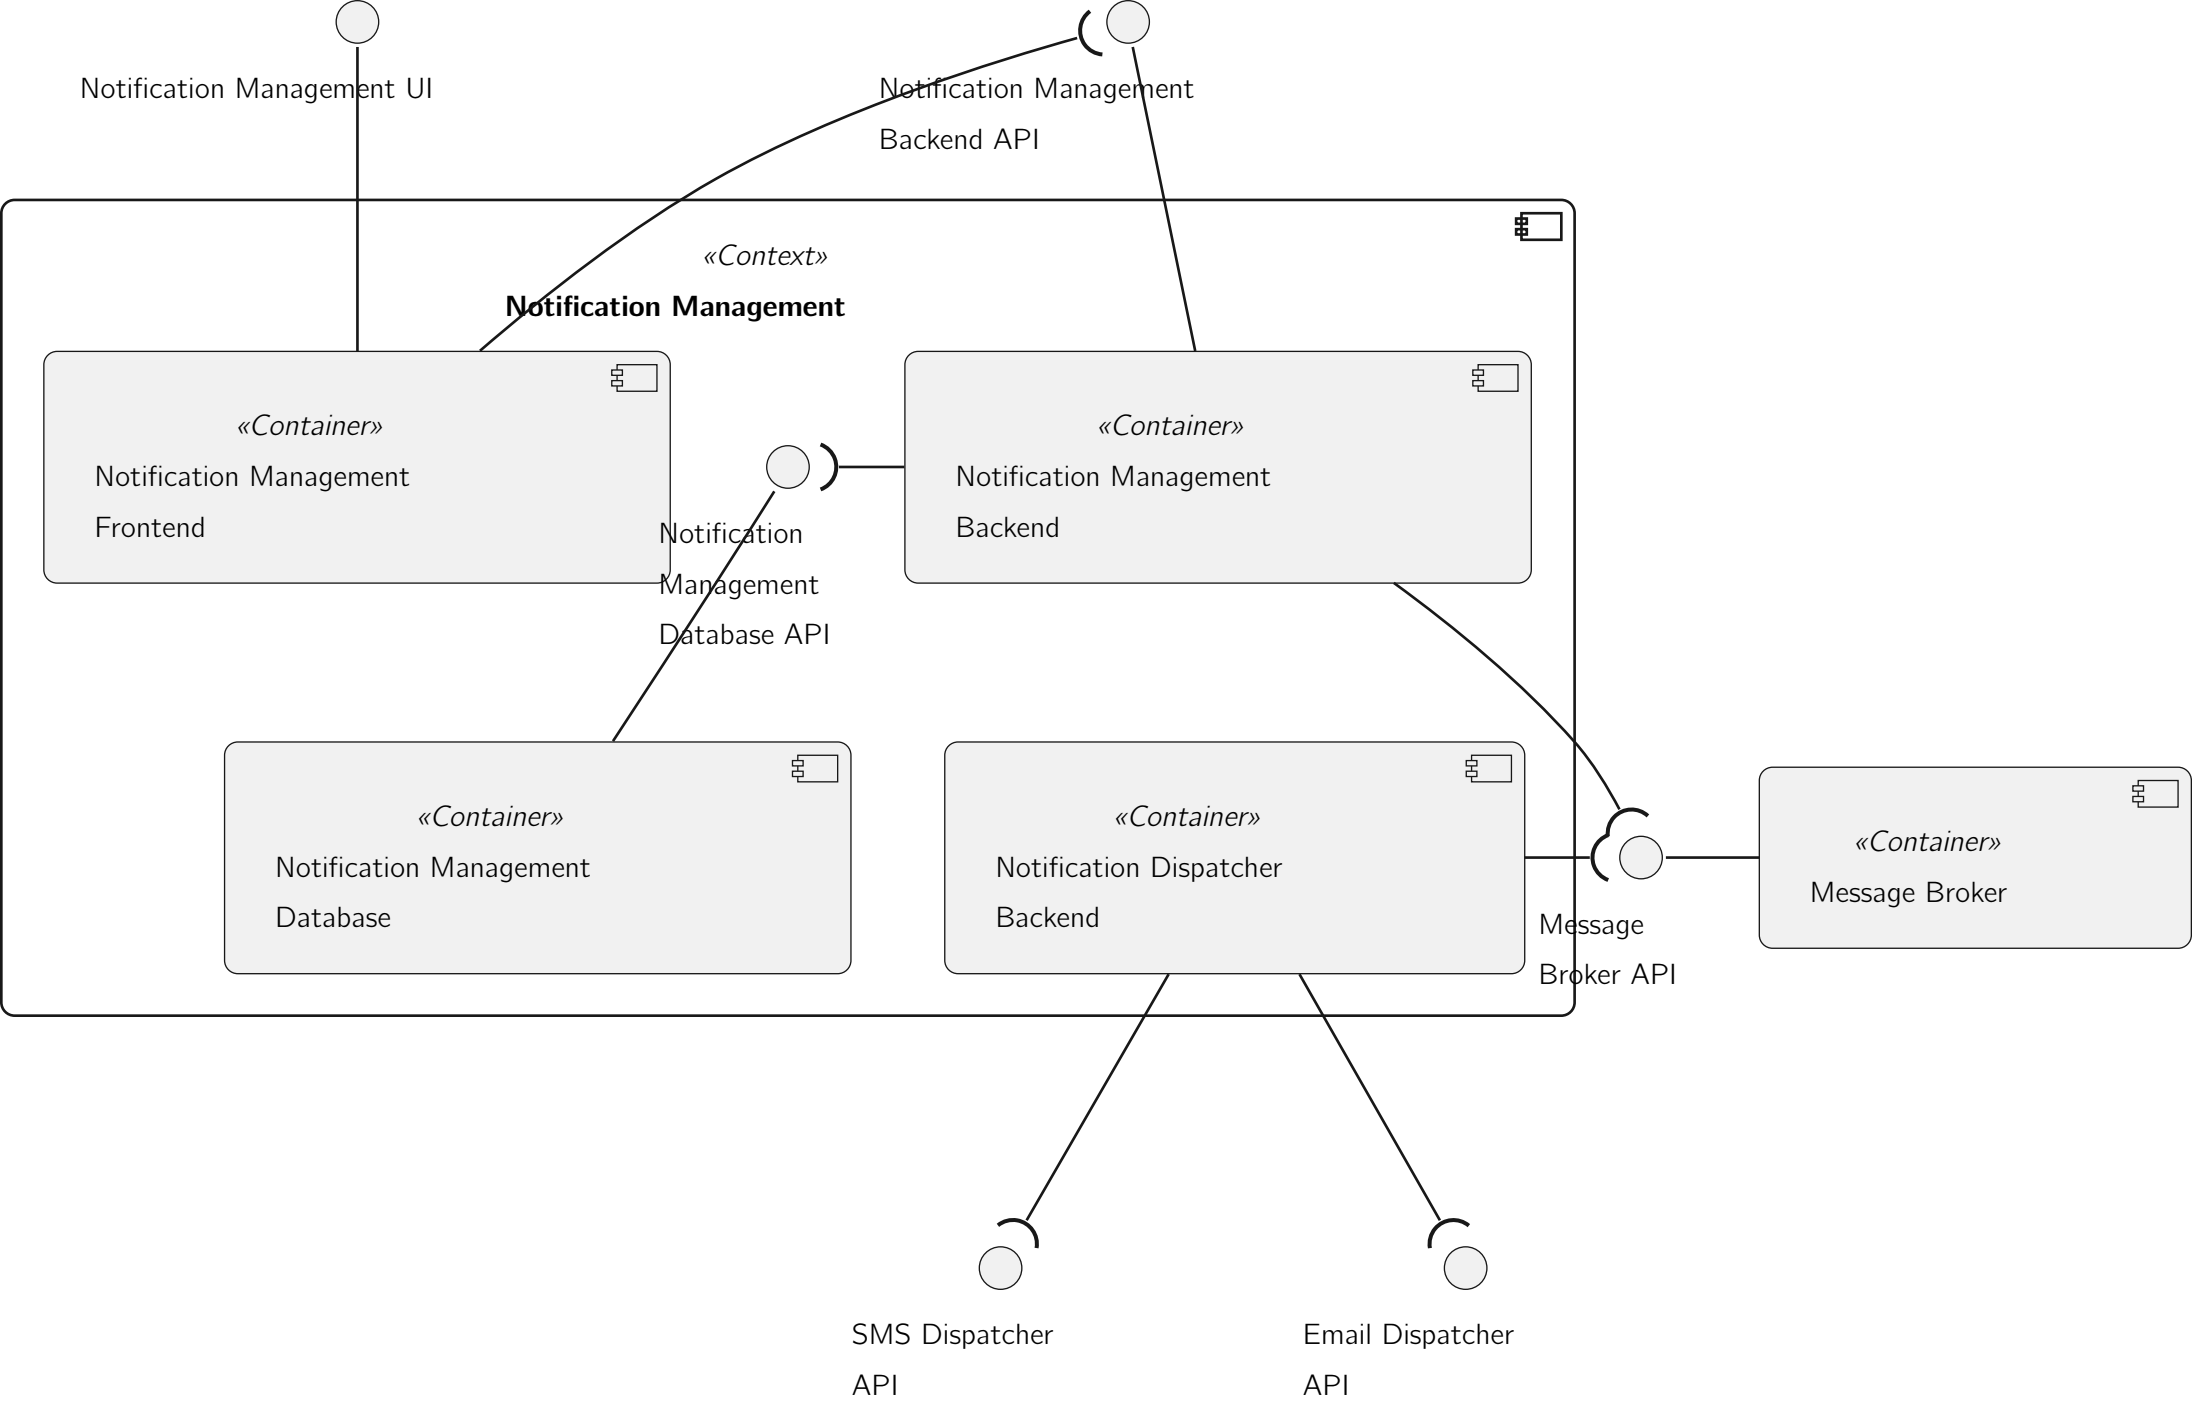 Notification Management UI
Notification Management
Backend API
«Context»
Notification Management
«Container»
Notification Management
Frontend
«Container»
Notification Management
Backend
Notification
Management
Database API
«Container»
Notification Management
Database
«Container»
Notification Dispatcher
Backend
«Container»
Message Broker
Message
Broker API
SMS Dispatcher
API
Email Dispatcher
API